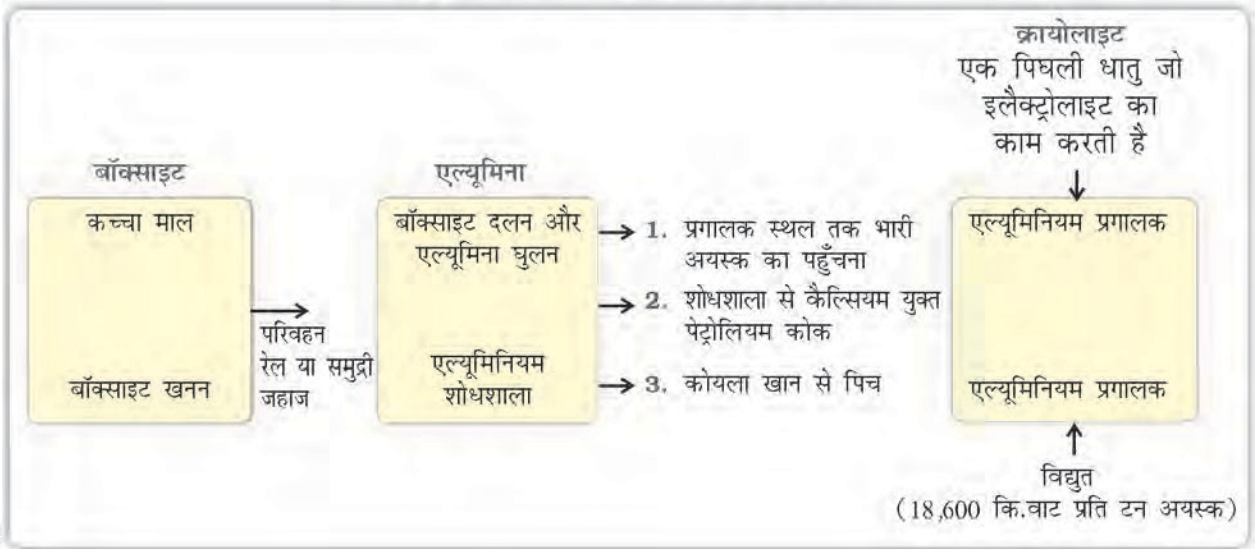 बॉक्साइट
कच्चा माल
बॉक्साइट खनन
परिवहन
रेल या समुद्री
जहाज
एल्यूमिना
बॉक्साइट दलन और
एल्यूमिना घुलन
एल्यूमिनियम
शोधशाला
1. प्रगालक स्थल तक भारी
अयस्क का पहुँचना
2. शोधशाला से कैल्सियम युक्त
पेट्रोलियम कोक
3. कोयला खान से पिच
क्रायोलाइट
एक पिघली धातु जो
इलैक्ट्रोलाइट का
काम करती है
एल्यूमिनियम प्रगालक
एल्यूमिनियम प्रगालक
विद्युत
(18,600 कि.वाट प्रति टन अयस्क)